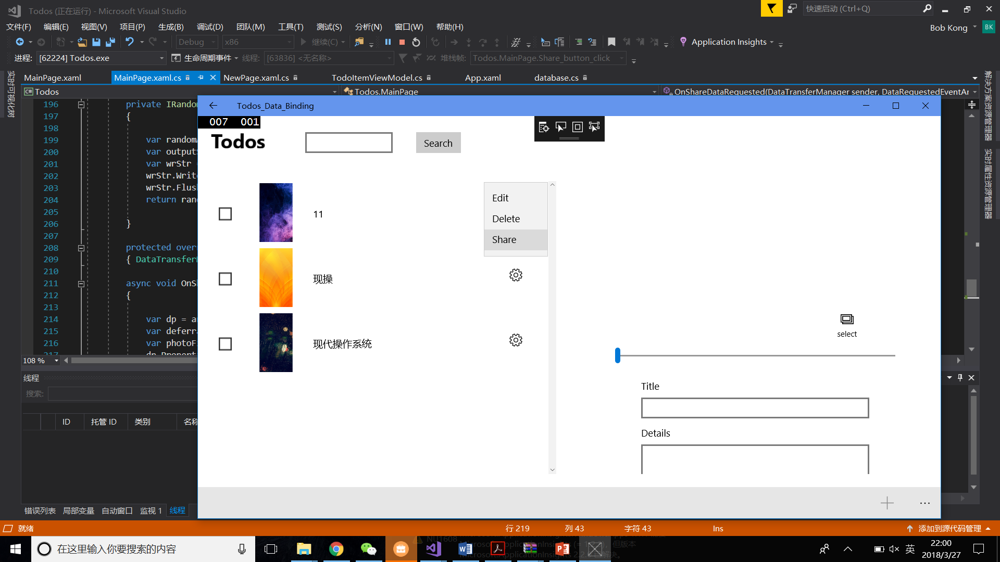 Todos (正在运行) - Microsoft Visual Studio
快速启动 (Ctrl+Q)
文件(F) 编辑(E) 视图(V) 项目(P) 生成(B) 调试(D) 团队(M) 工具(T) 测试(S) 分析(N) 窗口(W) 帮助(H)
Bob Kong BK
Debug x86 继续(C) Application Insights
进程: [62224] Todos.exe 生命周期事件 线程: [63836] <无名称> 堆栈帧: Todos.MainPage.Share_button_click
MainPage.xaml MainPage.xaml.cs NewPage.xaml.cs TodoItemViewModel.cs App.xaml database.cs
实时可视化树
解决方案资源管理器
实时属性资源管理器
Todos Todos.MainPage OnShareDataRequested(DataTransferManager sender, DataRequestedEventAr
196 private IRandom
197 {
198
199 var random
200 var output
201 var wrStr =
202 wrStr.Write
203 wrStr.Flush
204 return rand
205
206 }
207
208 protected overr
209 { DataTransfer
210
211 async void OnSh
212 {
213
214 var dp = a
215 var deferra
216 var photoF
217 dp.Propert
108 %
Todos_Data_Binding
007 001
Todos
Search
11
Edit
Delete
Share
现操
现代操作系统
select
Title
Details
线程
搜索:
ID 托管 ID 类别 名称
错误列表 局部变量 自动窗口 监视 1 线程
就绪 行 219 列 43 字符 43 Ins 添加到源代码管理
在这里输入你要搜索的内容
NU1608
Microsoft.ApplicationInsights 2.2.
英
22:00
2018/3/27